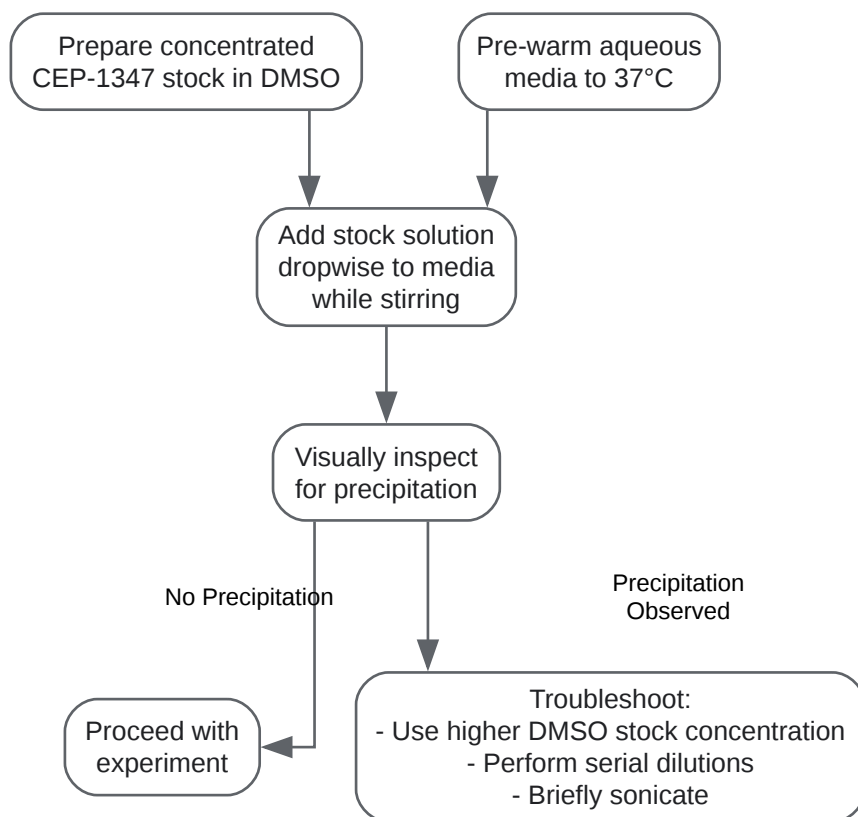 Prepare concentrated
CEP-1347 stock in DMSO
Pre-warm aqueous
media to 37°C
Add stock solution
dropwise to media
while stirring
Visually inspect
for precipitation
No Precipitation
Precipitation
Observed
Proceed with
experiment
Troubleshoot:
- Use higher DMSO stock concentration
- Perform serial dilutions
- Briefly sonicate